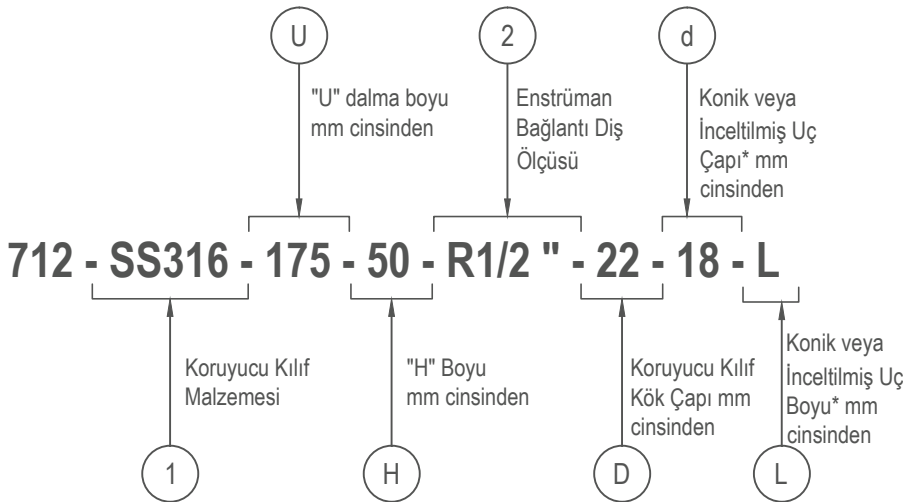 U
2
d
"U" dalma boyu
mm cinsinden
Enstrüman
Bağlantı Diş
Ölçüsü
Konik veya
İnceltilmiş Uç
Çapı* mm
cinsinden
712 - SS316 - 175 - 50 - R1/2 " - 22 - 18 - L
Koruyucu Kılıf
Malzemesi
"H" Boyu
mm cinsinden
Koruyucu Kılıf
Kök Çapı mm
cinsinden
Konik veya
İnceltilmiş Uç
Boyu* mm
cinsinden
1
H
D
L